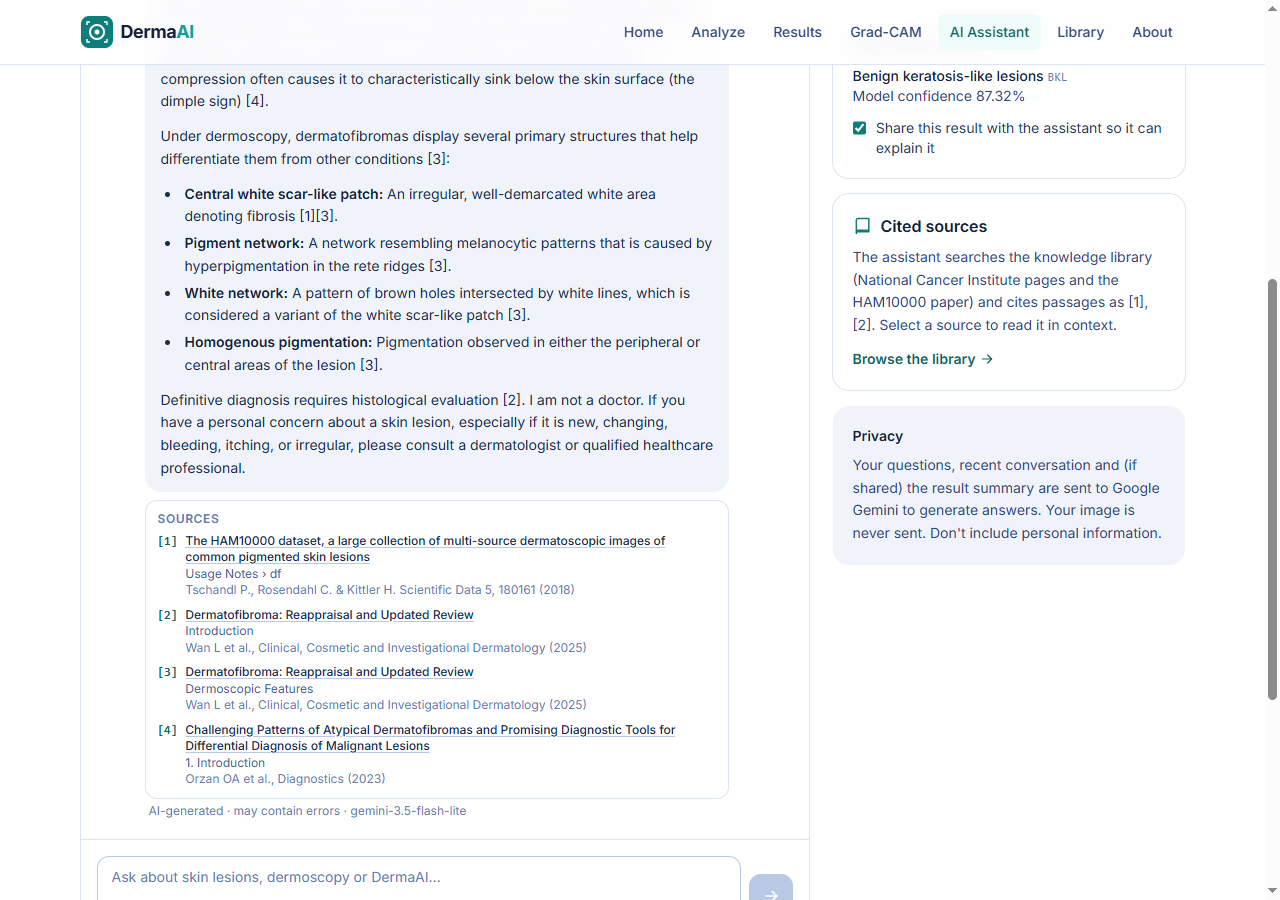 DermaAI
Home
Analyze
Results
Grad-CAM
AI Assistant
Library
About
compression often causes it to characteristically sink below the skin surface (the
dimple sign) [4].
Under dermoscopy, dermatofibromas display several primary structures that help
differentiate them from other conditions [3]:
• Central white scar-like patch: An irregular, well-demarcated white area
denoting fibrosis [1][3].
• Pigment network: A network resembling melanocytic patterns that is caused by
hyperpigmentation in the rete ridges [3].
• White network: A pattern of brown holes intersected by white lines, which is
considered a variant of the white scar-like patch [3].
• Homogenous pigmentation: Pigmentation observed in either the peripheral or
central areas of the lesion [3].
Definitive diagnosis requires histological evaluation [2]. I am not a doctor. If you
have a personal concern about a skin lesion, especially if it is new, changing,
bleeding, itching, or irregular, please consult a dermatologist or qualified healthcare
professional.
SOURCES
[1] The HAM10000 dataset, a large collection of multi-source dermatoscopic images of
common pigmented skin lesions
Usage Notes › df
Tschandl P., Rosendahl C. & Kittler H. Scientific Data 5, 180161 (2018)
[2] Dermatofibroma: Reappraisal and Updated Review
Introduction
Wan L et al., Clinical, Cosmetic and Investigational Dermatology (2025)
[3] Dermatofibroma: Reappraisal and Updated Review
Dermoscopic Features
Wan L et al., Clinical, Cosmetic and Investigational Dermatology (2025)
[4] Challenging Patterns of Atypical Dermatofibromas and Promising Diagnostic Tools for
Differential Diagnosis of Malignant Lesions
1. Introduction
Orzan OA et al., Diagnostics (2023)
AI-generated · may contain errors · gemini-3.5-flash-lite
Ask about skin lesions, dermoscopy or DermaAI...
Benign keratosis-like lesions BKL
Model confidence 87.32%
Share this result with the assistant so it can
explain it
Cited sources
The assistant searches the knowledge library
(National Cancer Institute pages and the
HAM10000 paper) and cites passages as [1],
[2]. Select a source to read it in context.
Browse the library →
Privacy
Your questions, recent conversation and (if
shared) the result summary are sent to Google
Gemini to generate answers. Your image is
never sent. Don't include personal information.